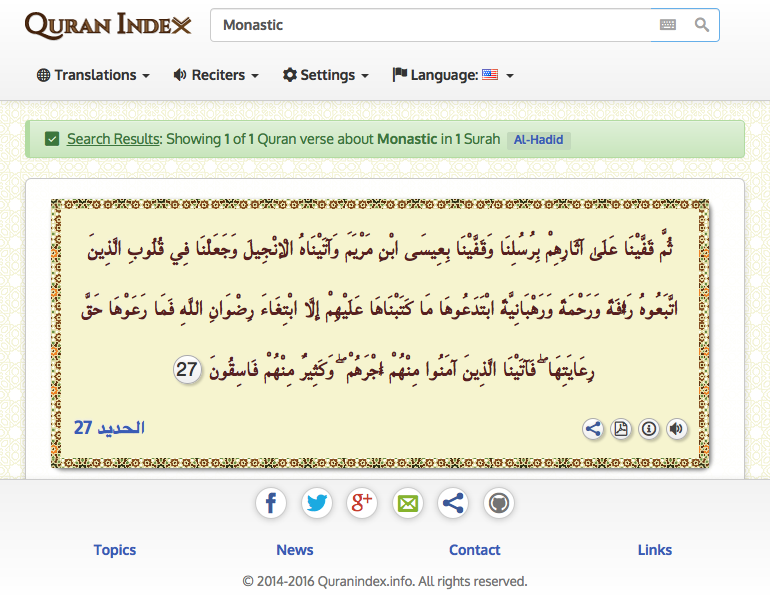 QURAN INDEX
Monastic
Translations Reciters Settings Language:
Search Results: Showing 1 of 1 Quran verse about Monastic in 1 Surah Al-Hadid
ثُمَّ قَفَّيْنَا عَلَىٰ آثَارِهِمْ بِرُسُلِنَا وَقَفَّيْنَا بِعِيسَى ابْنِ مَرْيَمَ وَآتَيْنَاهُ الْإِنْجِيلَ وَجَعَلْنَا فِي قُلُوبِ الَّذِينَ
اتَّبَعُوهُ رَأْفَةً وَرَحْمَةً وَرَهْبَانِيَّةً ابْتَدَعُوهَا مَا كَتَبْنَاهَا عَلَيْهِمْ إِلَّا ابْتِغَاءَ رِضْوَانِ اللَّهِ فَمَا رَعَوْهَا حَقَّ
رِعَايَتِهَا ۖ فَآتَيْنَا الَّذِينَ آمَنُوا مِنْهُمْ أَجْرَهُمْ ۖ وَكَثِيرٌ مِنْهُمْ فَاسِقُونَ 27
الحديد 27
Topics News Contact Links
© 2014-2016 Quranindex.info. All rights reserved.